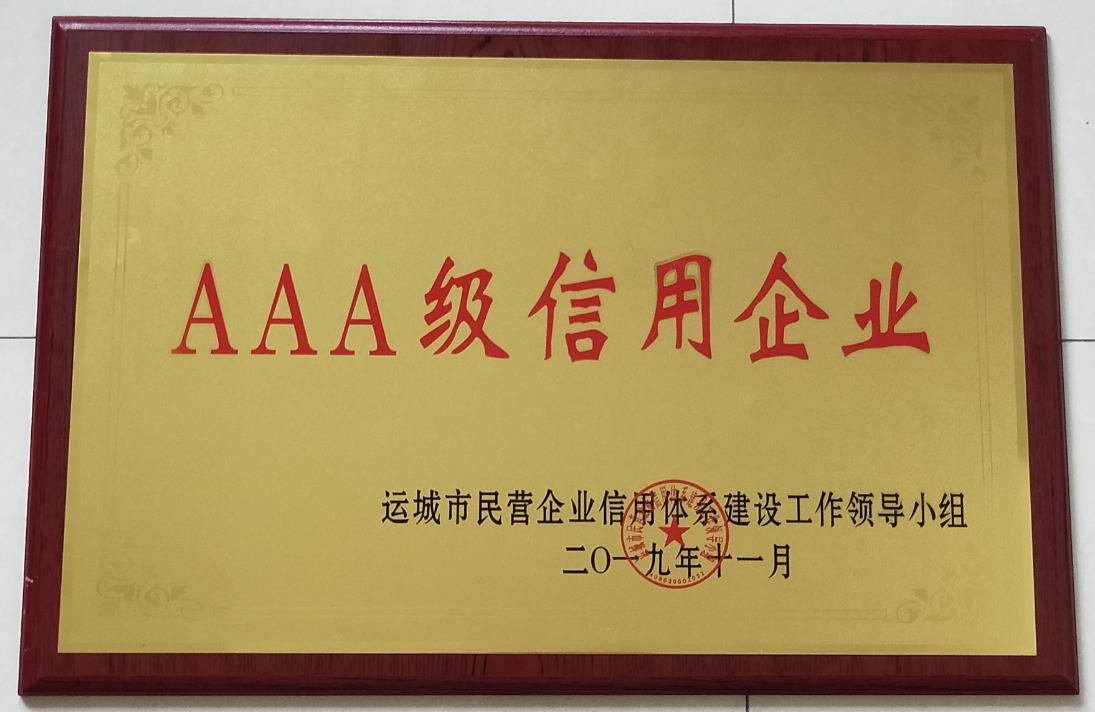 AAA级信用企业
运城市民营企业信用体系建设工作领导小组
二〇一九年十一月